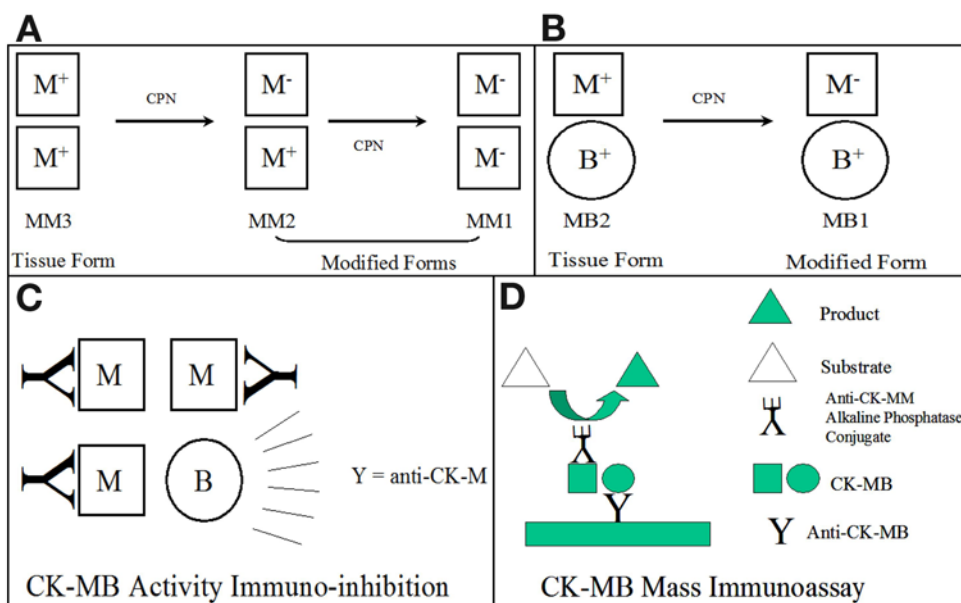 A
M⁺
M⁺
MM3
Tissue Form
CPN
M⁻
M⁺
MM2
CPN
M⁻
M⁻
MM1
Modified Forms
B
M⁺
B⁺
MB2
Tissue Form
CPN
M⁻
B⁺
MB1
Modified Form
C
M
M
M
B
Y = anti-CK-M
CK-MB Activity Immuno-inhibition
D
Product
Substrate
Anti-CK-MM
Alkaline Phosphatase
Conjugate
CK-MB
Y
Y Anti-CK-MB
CK-MB Mass Immunoassay